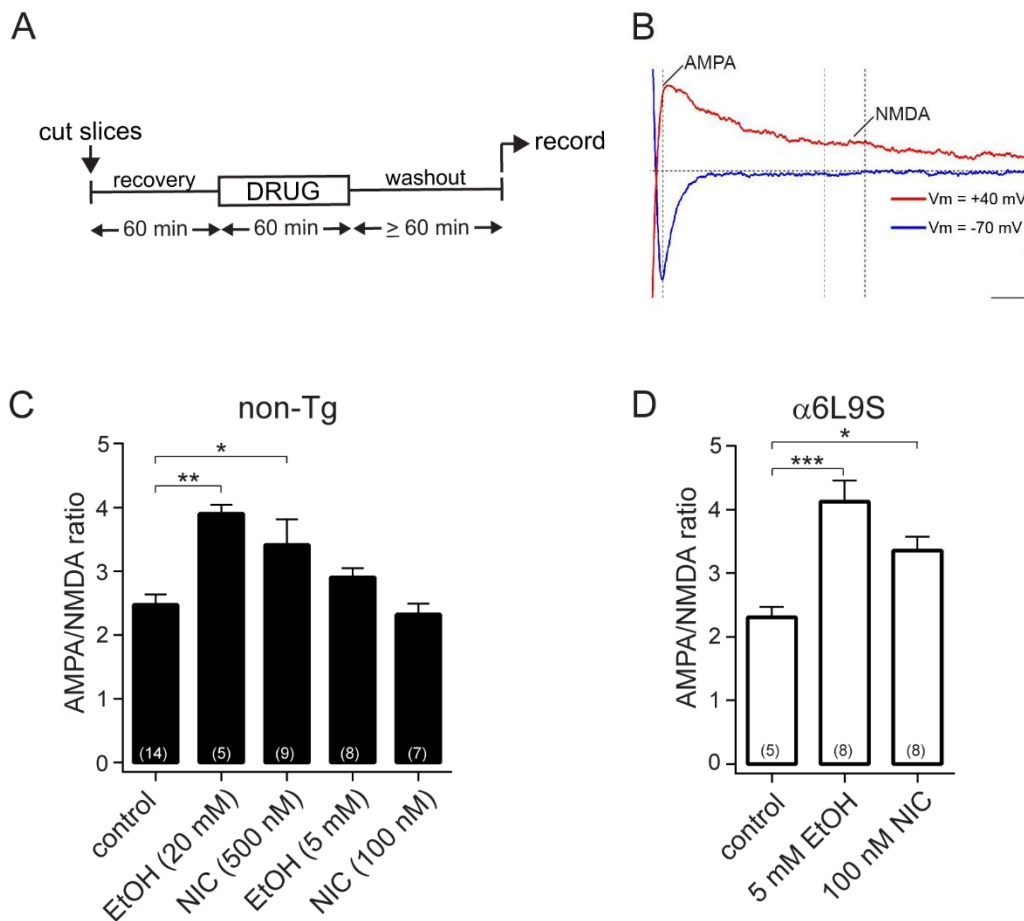 A
cut slices
recovery
DRUG
washout
record
60 min
60 min
≥ 60 min
B
AMPA
NMDA
Vm = +40 mV
Vm = -70 mV
C
non-Tg
AMPA/NMDA ratio
5
4
3
2
1
0
*
**
(14)
(5)
(9)
(8)
(7)
control
EtOH (20 mM)
NIC (500 nM)
EtOH (5 mM)
NIC (100 nM)
D
α6L9S
AMPA/NMDA ratio
5
4
3
2
1
0
*
***
(5)
(8)
(8)
control
5 mM EtOH
100 nM NIC